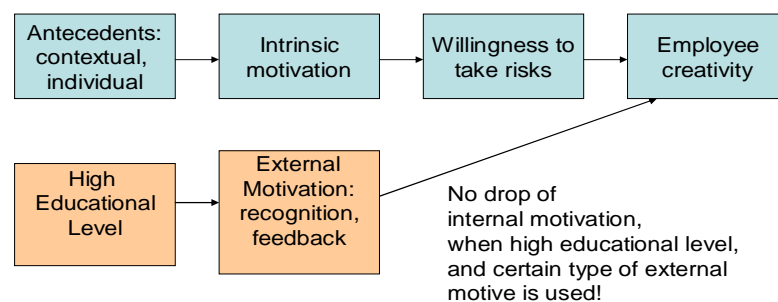 Antecedents:
contextual,
individual
Intrinsic
motivation
Willingness to
take risks
Employee
creativity
High
Educational
Level
External
Motivation:
recognition,
feedback
No drop of
internal motivation,
when high educational level,
and certain type of external
motive is used!